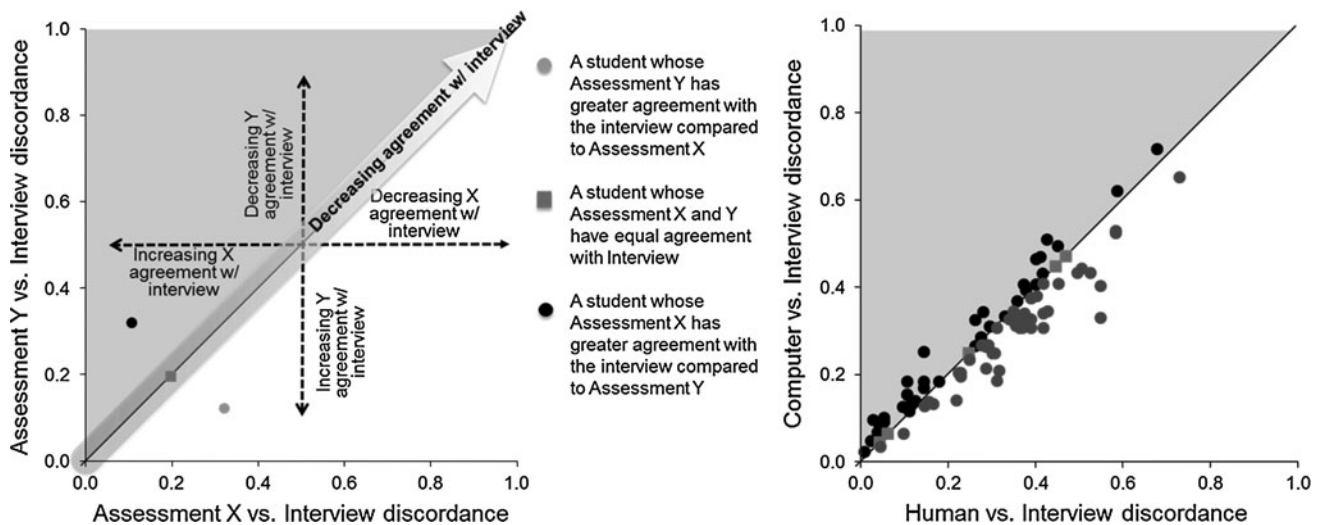 1.0
0.8
0.6
0.4
0.2
0.0
0.0
0.2
0.4
0.6
0.8
1.0
Assessment Y vs. Interview discordance
Assessment X vs. Interview discordance
Decreasing Y
agreement w/
interview
Decreasing agreement w/ interview
Decreasing X
agreement w/
interview
Increasing X
agreement w/
interview
Increasing Y
agreement w/
interview
A student whose
Assessment Y has
greater agreement with
the interview compared
to Assessment X
A student whose
Assessment X and Y
have equal agreement
with Interview
A student whose
Assessment X has
greater agreement with
the interview compared
to Assessment Y
1.0
0.8
0.6
0.4
0.2
0.0
0.0
0.2
0.4
0.6
0.8
1.0
Computer vs. Interview discordance
Human vs. Interview discordance